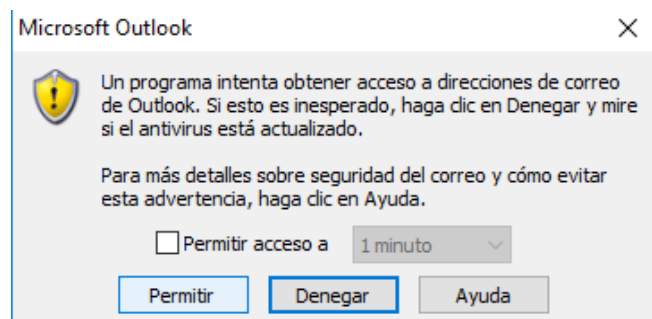 Microsoft Outlook
Un programa intenta obtener acceso a direcciones de correo
de Outlook. Si esto es inesperado, haga clic en Denegar y mire
si el antivirus está actualizado.
Para más detalles sobre seguridad del correo y cómo evitar
esta advertencia, haga clic en Ayuda.
Permitir acceso a 1 minuto
Permitir Denegar Ayuda